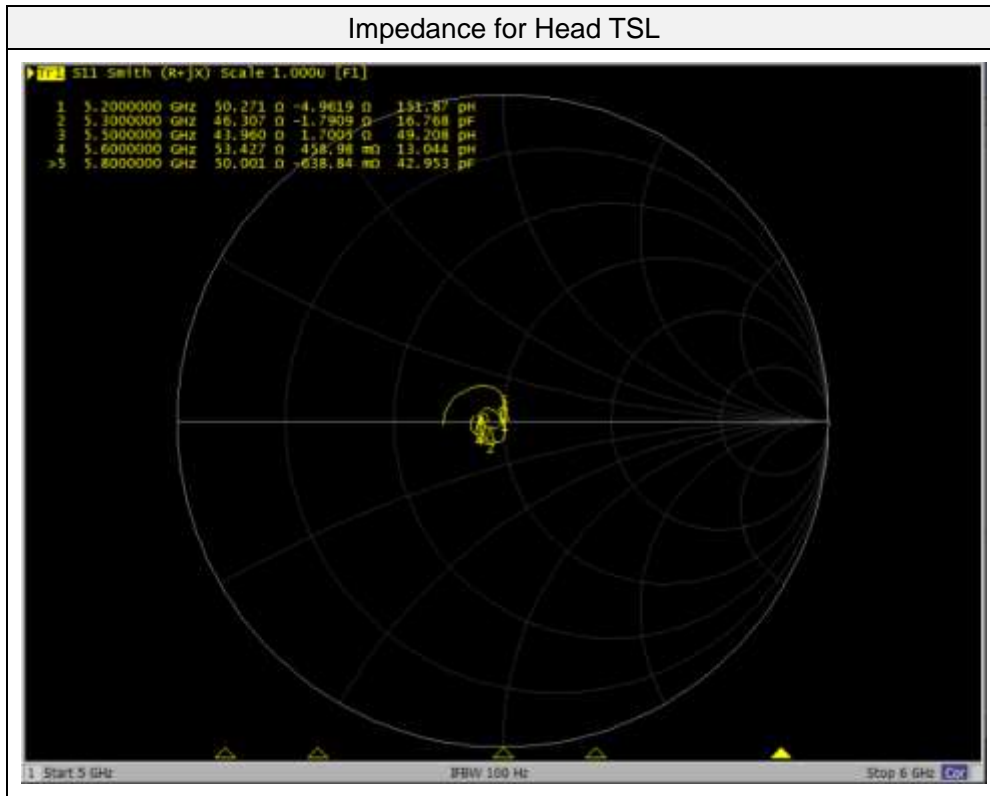 Impedance for Head TSL
Tr1 S11 Smith (R+jX) Scale 1.000U [F1]
1 5.2000000 GHz 50.271 Ω -4.9619 Ω 151.87 pH
2 5.3000000 GHz 46.307 Ω -1.7909 Ω 16.768 pF
3 5.5000000 GHz 43.960 Ω 1.7005 Ω 49.208 pH
4 5.6000000 GHz 53.427 Ω 458.98 mΩ 13.044 pH
>5 5.8000000 GHz 50.001 Ω -638.84 mΩ 42.953 pF
2
1 Start 5 GHz IFBW 100 Hz Stop 6 GHz Cor